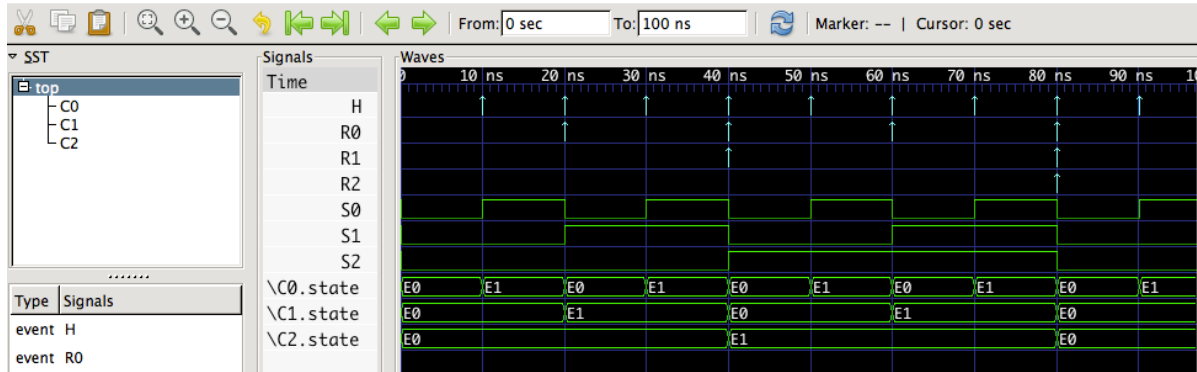 From: 0 sec To: 100 ns Marker: -- | Cursor: 0 sec
SST
top
C0
C1
C2
Type Signals
event H
event R0
Signals
Time
H
R0
R1
R2
S0
S1
S2
\C0.state
\C1.state
\C2.state
Waves
10 ns 20 ns 30 ns 40 ns 50 ns 60 ns 70 ns 80 ns 90 ns
E0 E1 E0 E1 E0 E1 E0 E1 E0 E1
E0 E1 E0 E1 E0
E0 E1 E0